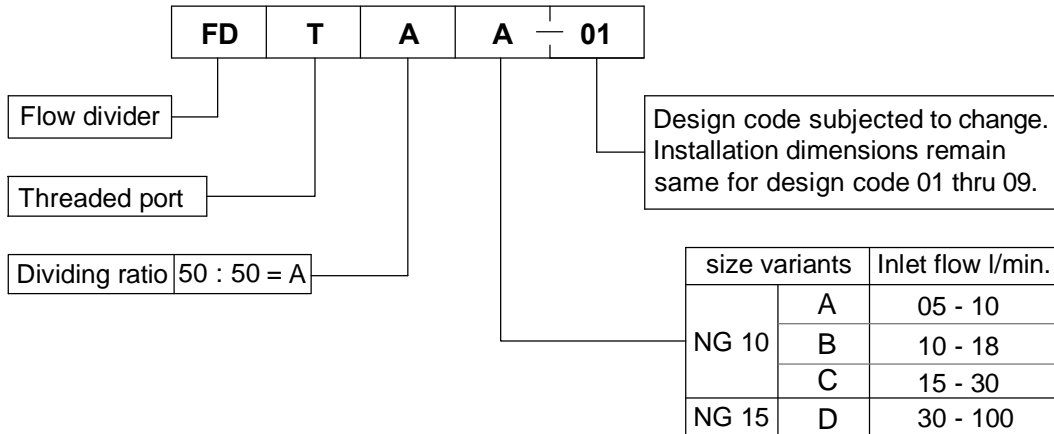 FD T A A — 01
Flow divider
Threaded port
Dividing ratio 50 : 50 = A
Design code subjected to change.
Installation dimensions remain
same for design code 01 thru 09.
size variants Inlet flow l/min.
NG 10 A 05 - 10
B 10 - 18
C 15 - 30
NG 15 D 30 - 100